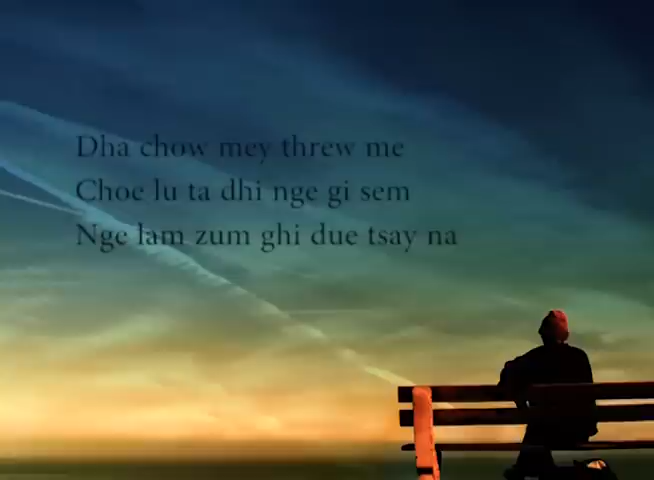 Dha chow mey threw me
Choe lu ta dhi nge gi sem
Nge lam zum ghi due tsay na